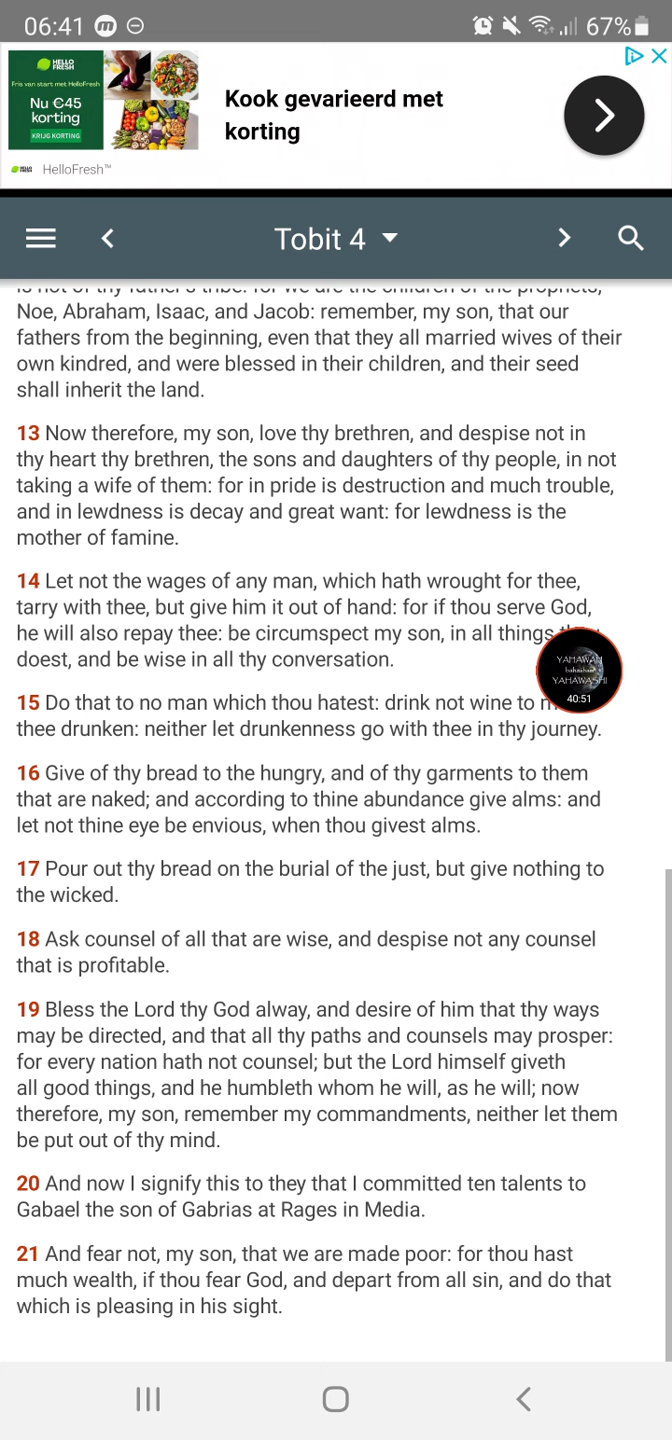 06:41
67%
HELLO
FRESH
Fris van start met HelloFresh
Nu €45
korting
KRIJG KORTING
Kook gevarieerd met
korting
HelloFresh™
Tobit 4
is not of thy father's tribe: for we are the children of the prophets,
Noe, Abraham, Isaac, and Jacob: remember, my son, that our
fathers from the beginning, even that they all married wives of their
own kindred, and were blessed in their children, and their seed
shall inherit the land.
13 Now therefore, my son, love thy brethren, and despise not in
thy heart thy brethren, the sons and daughters of thy people, in not
taking a wife of them: for in pride is destruction and much trouble,
and in lewdness is decay and great want: for lewdness is the
mother of famine.
14 Let not the wages of any man, which hath wrought for thee,
tarry with thee, but give him it out of hand: for if thou serve God,
he will also repay thee: be circumspect my son, in all things
doest, and be wise in all thy conversation.
YAHAWAH
YAHAWASHI
40:51
15 Do that to no man which thou hatest: drink not wine to
thee drunken: neither let drunkenness go with thee in thy journey.
16 Give of thy bread to the hungry, and of thy garments to them
that are naked; and according to thine abundance give alms: and
let not thine eye be envious, when thou givest alms.
17 Pour out thy bread on the burial of the just, but give nothing to
the wicked.
18 Ask counsel of all that are wise, and despise not any counsel
that is profitable.
19 Bless the Lord thy God alway, and desire of him that thy ways
may be directed, and that all thy paths and counsels may prosper:
for every nation hath not counsel; but the Lord himself giveth
all good things, and he humbleth whom he will, as he will; now
therefore, my son, remember my commandments, neither let them
be put out of thy mind.
20 And now I signify this to they that I committed ten talents to
Gabael the son of Gabrias at Rages in Media.
21 And fear not, my son, that we are made poor: for thou hast
much wealth, if thou fear God, and depart from all sin, and do that
which is pleasing in his sight.